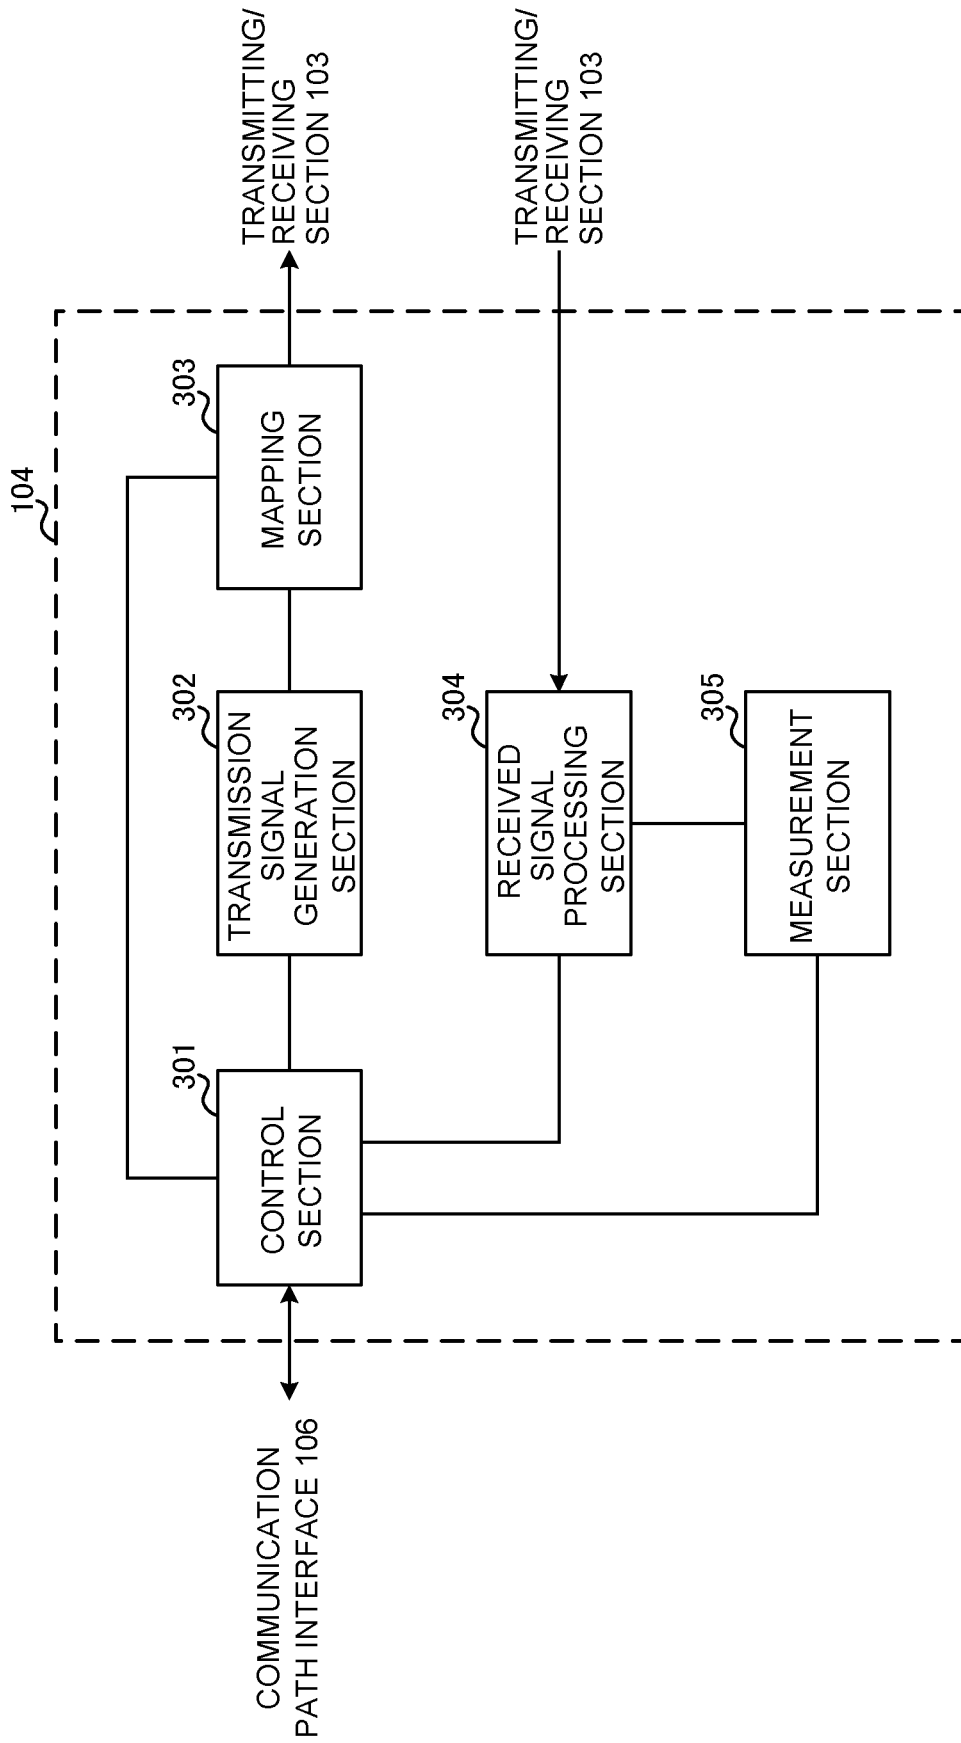 104
COMMUNICATION
PATH INTERFACE 106
301
CONTROL
SECTION
302
TRANSMISSION
SIGNAL
GENERATION
SECTION
303
MAPPING
SECTION
TRANSMITTING/
RECEIVING
SECTION 103
304
RECEIVED
SIGNAL
PROCESSING
SECTION
TRANSMITTING/
RECEIVING
SECTION 103
305
MEASUREMENT
SECTION